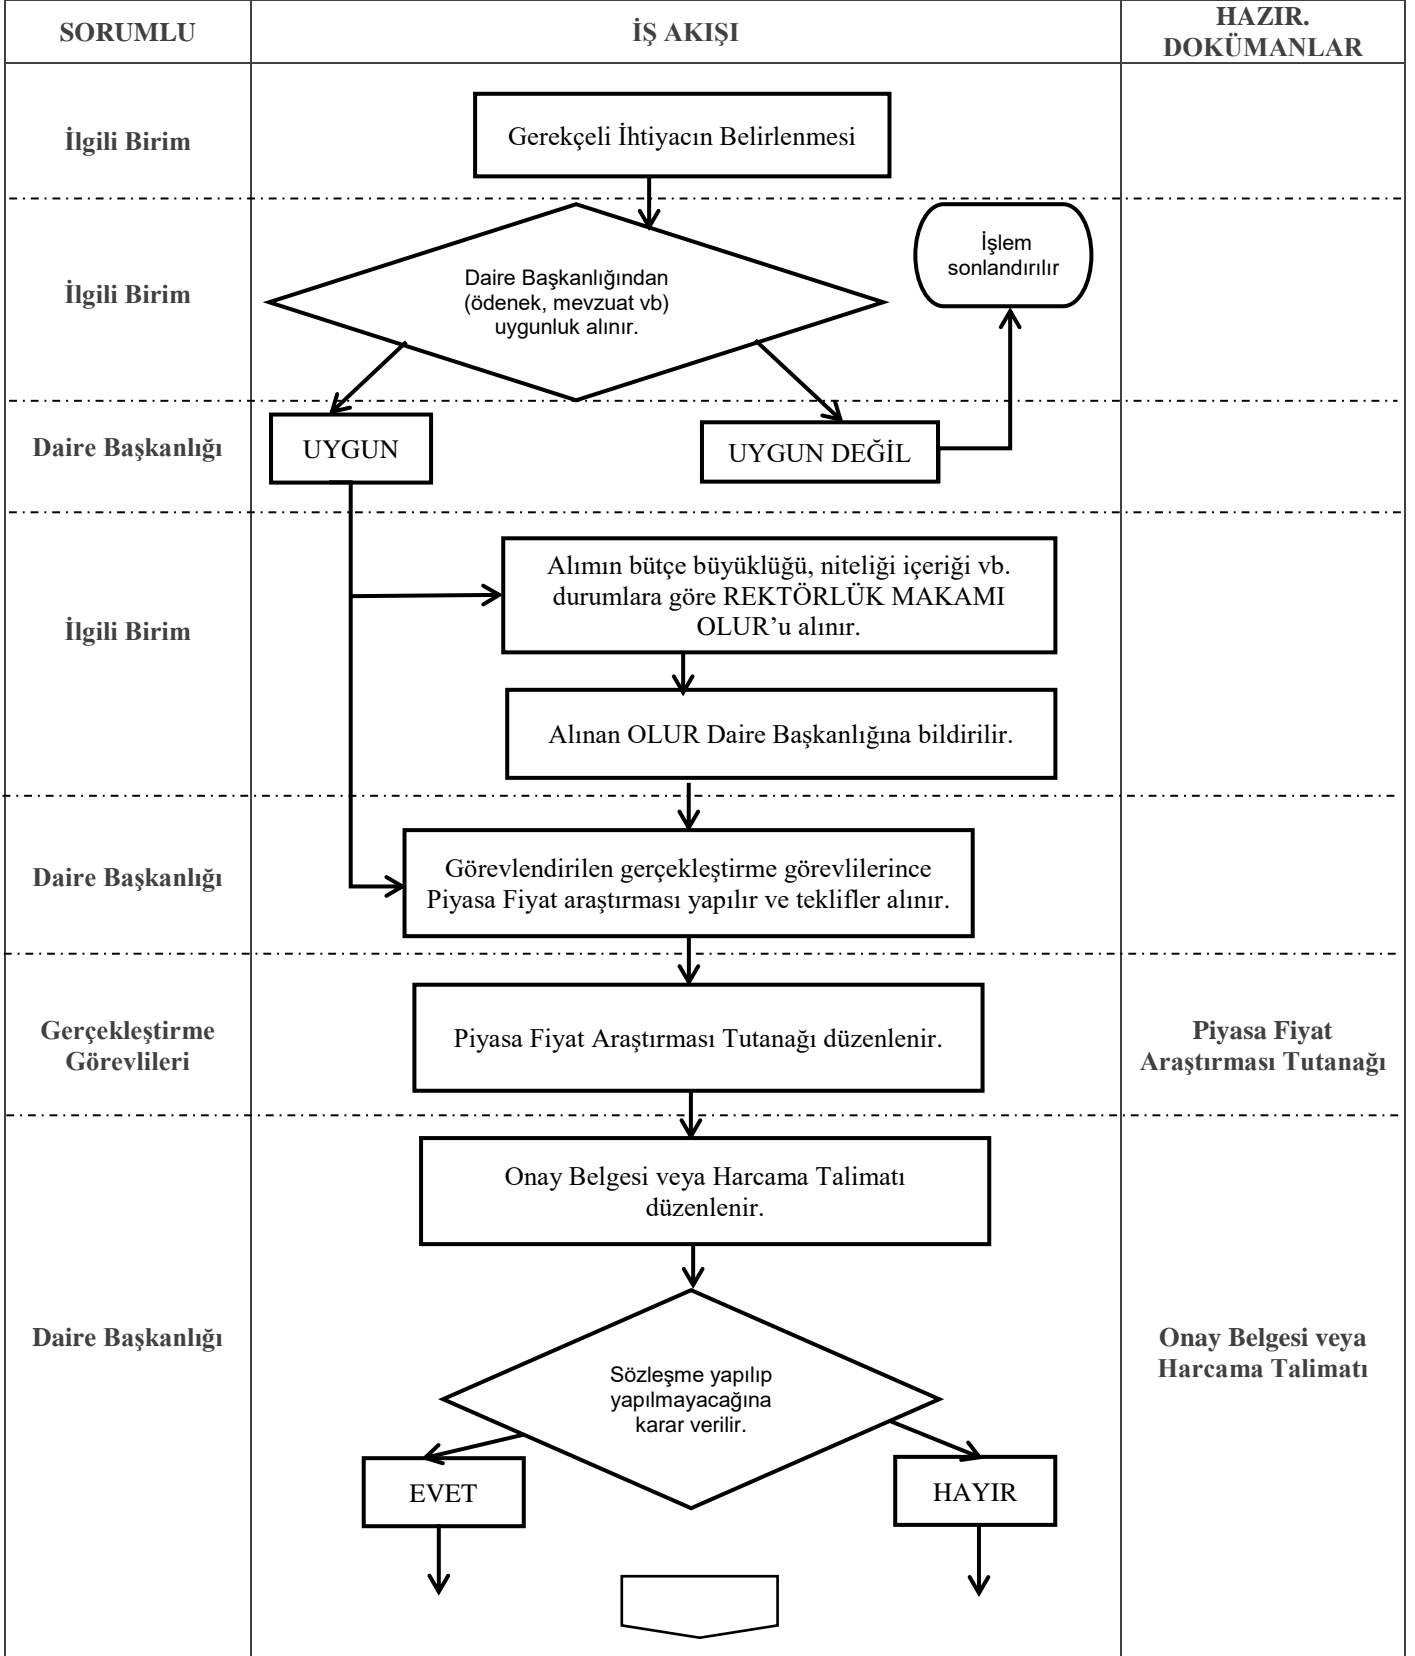 SORUMLU
İŞ AKIŞI
HAZIR.
DOKÜMANLAR
İlgili Birim
Gerekçeli İhtiyacın Belirlenmesi
İlgili Birim
Daire Başkanlığından
(ödenek, mevzuat vb)
uygunluk alınır.
İşlem
sonlandırılır
Daire Başkanlığı
UYGUN
UYGUN DEĞİL
İlgili Birim
Alımın bütçe büyüklüğü, niteliği içeriği vb.
durumlara göre REKTÖRLÜK MAKAMI
OLUR’u alınır.
Alınan OLUR Daire Başkanlığına bildirilir.
Daire Başkanlığı
Görevlendirilen gerçekleştirme görevlilerince
Piyasa Fiyat araştırması yapılır ve teklifler alınır.
Gerçekleştirme
Görevlileri
Piyasa Fiyat Araştırması Tutanağı düzenlenir.
Piyasa Fiyat
Araştırması Tutanağı
Onay Belgesi veya Harcama Talimatı
düzenlenir.
Daire Başkanlığı
Sözleşme yapılıp
yapılmayacağına
karar verilir.
Onay Belgesi veya
Harcama Talimatı
EVET
HAYIR